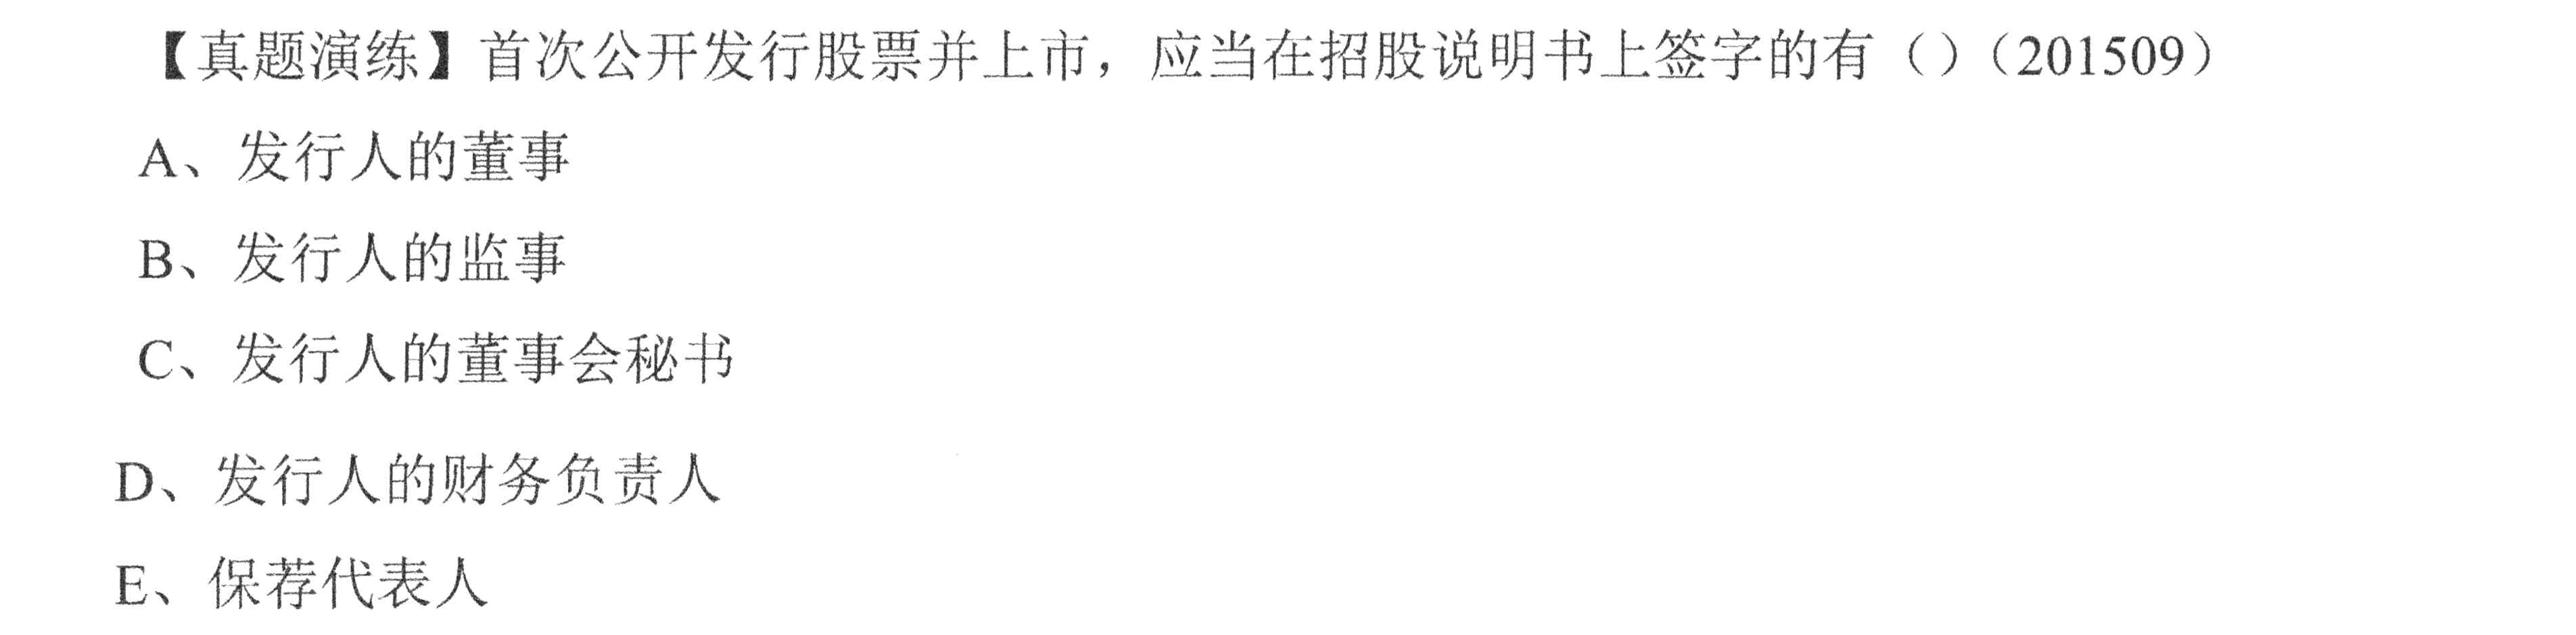 【真题演练】首次公开发行股票并上市，应当在招股说明书上签字的有（）（201509）
A、发行人的董事
B、发行人的监事
C、发行人的董事会秘书
D、发行人的财务负责人
E、保荐代表人